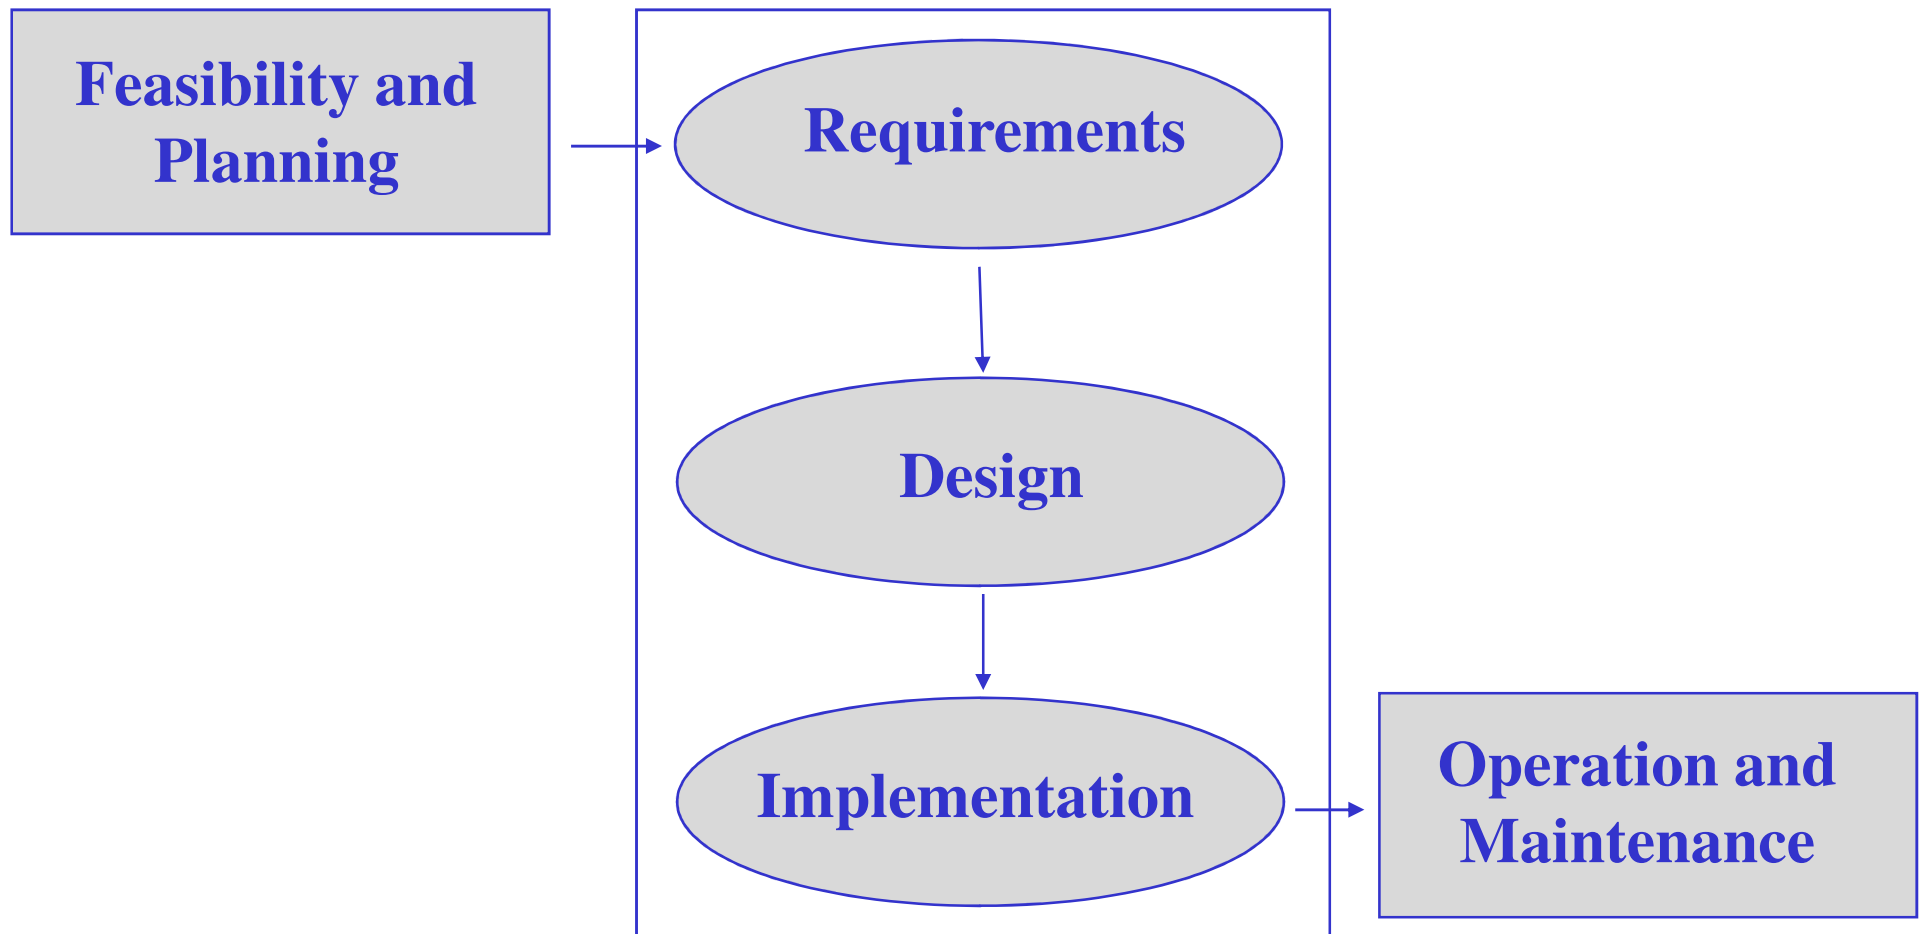 Feasibility and
Planning
Requirements
Design
Implementation
Operation and
Maintenance